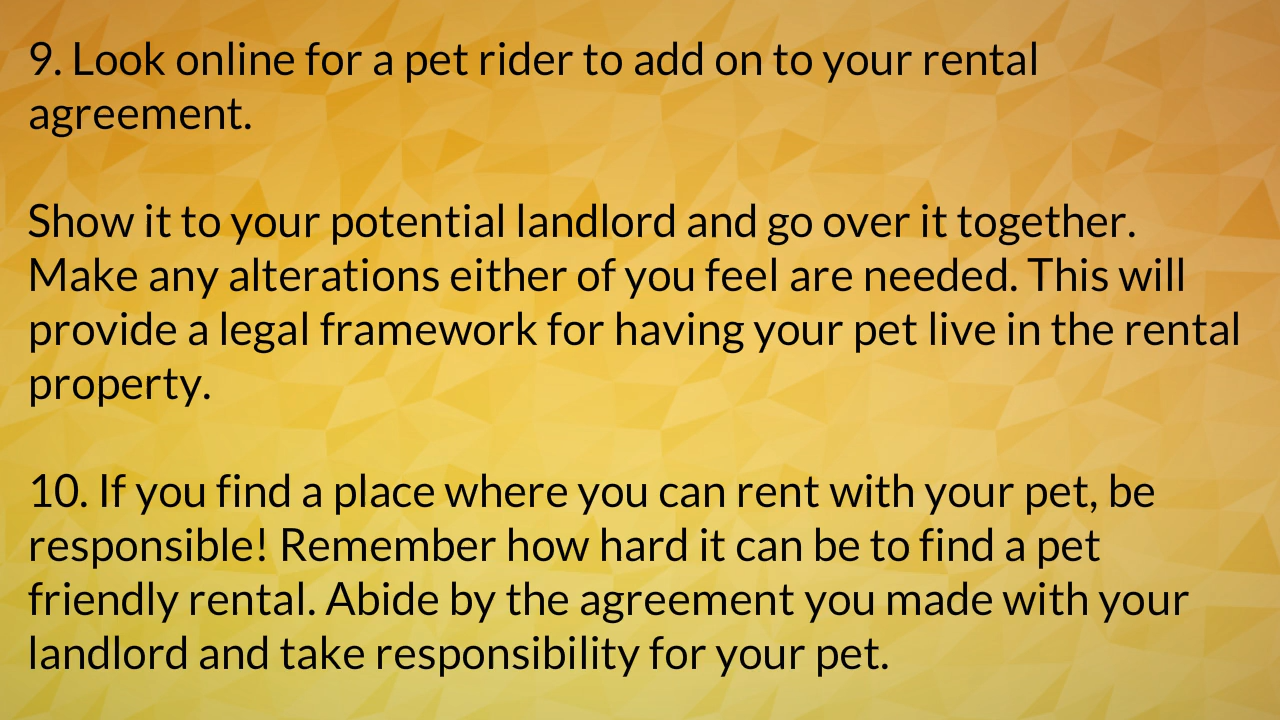 9. Look online for a pet rider to add on to your rental
agreement.
Show it to your potential landlord and go over it together.
Make any alterations either of you feel are needed. This will
provide a legal framework for having your pet live in the rental
property.
10. If you find a place where you can rent with your pet, be
responsible! Remember how hard it can be to find a pet
friendly rental. Abide by the agreement you made with your
landlord and take responsibility for your pet.